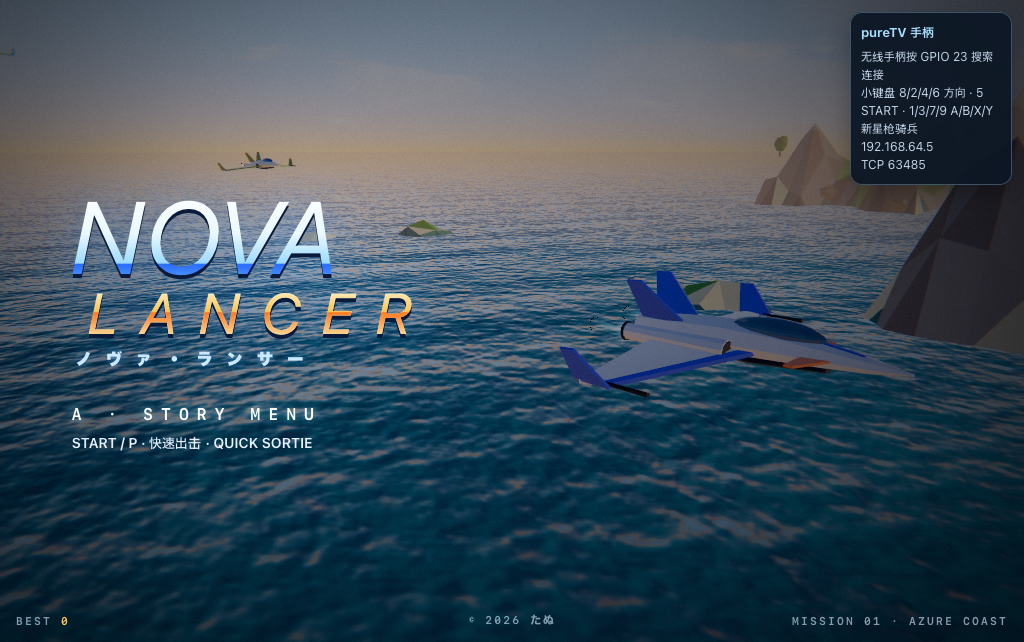 pureTV 手柄
无线手柄按 GPIO 23 搜索
连接
小键盘 8/2/4/6 方向 · 5
START · 1/3/7/9 A/B/X/Y
新星枪骑兵
192.168.64.5
TCP 63485
NOVA
LANCER
ノヴァ・ランサー
A · STORY MENU
START / P · 快速出击 · QUICK SORTIE
BEST 0
© 2026 たぬ
MISSION 01 · AZURE COAST